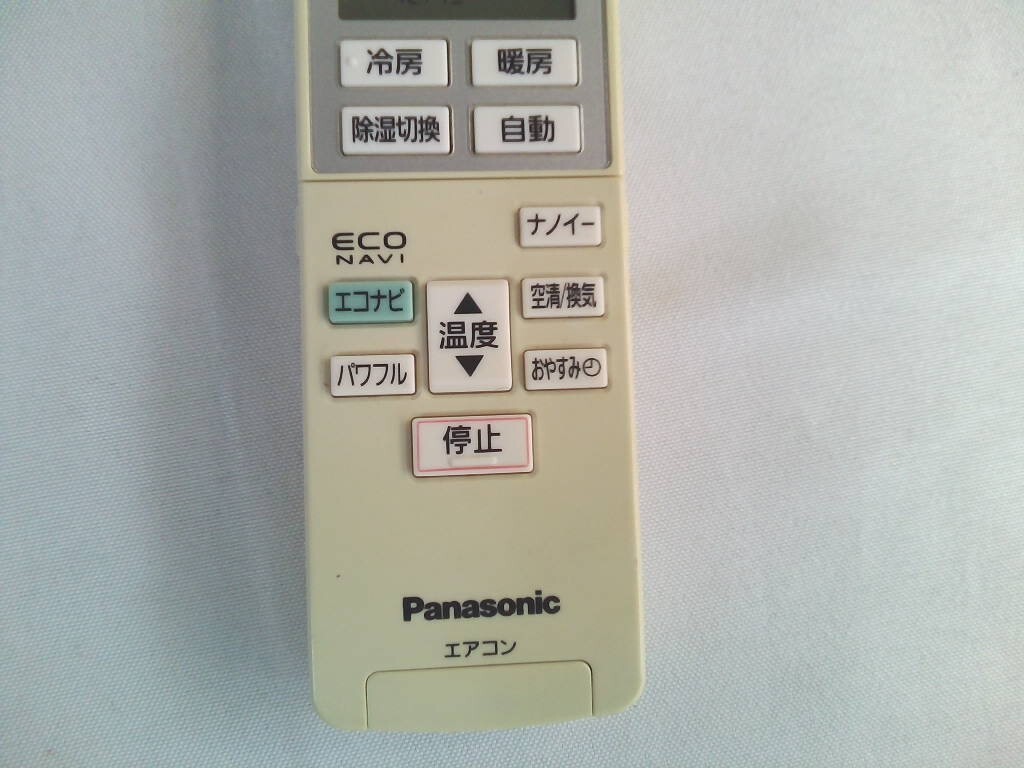 冷房 暖房
除湿切換 自動
ナノイー
ECO
NAVI
エコナビ
空清/換気
▲
温度
▼
パワフル
おやすみ
停止
Panasonic
エアコン